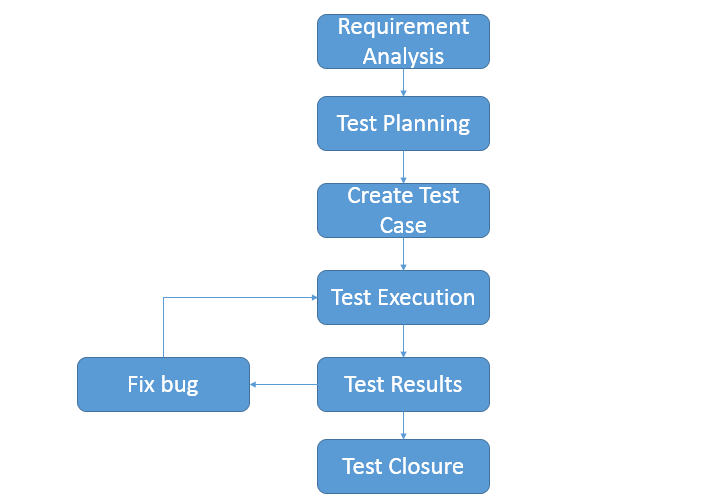 Requirement
Analysis
Test Planning
Create Test
Case
Test Execution
Fix bug
Test Results
Test Closure